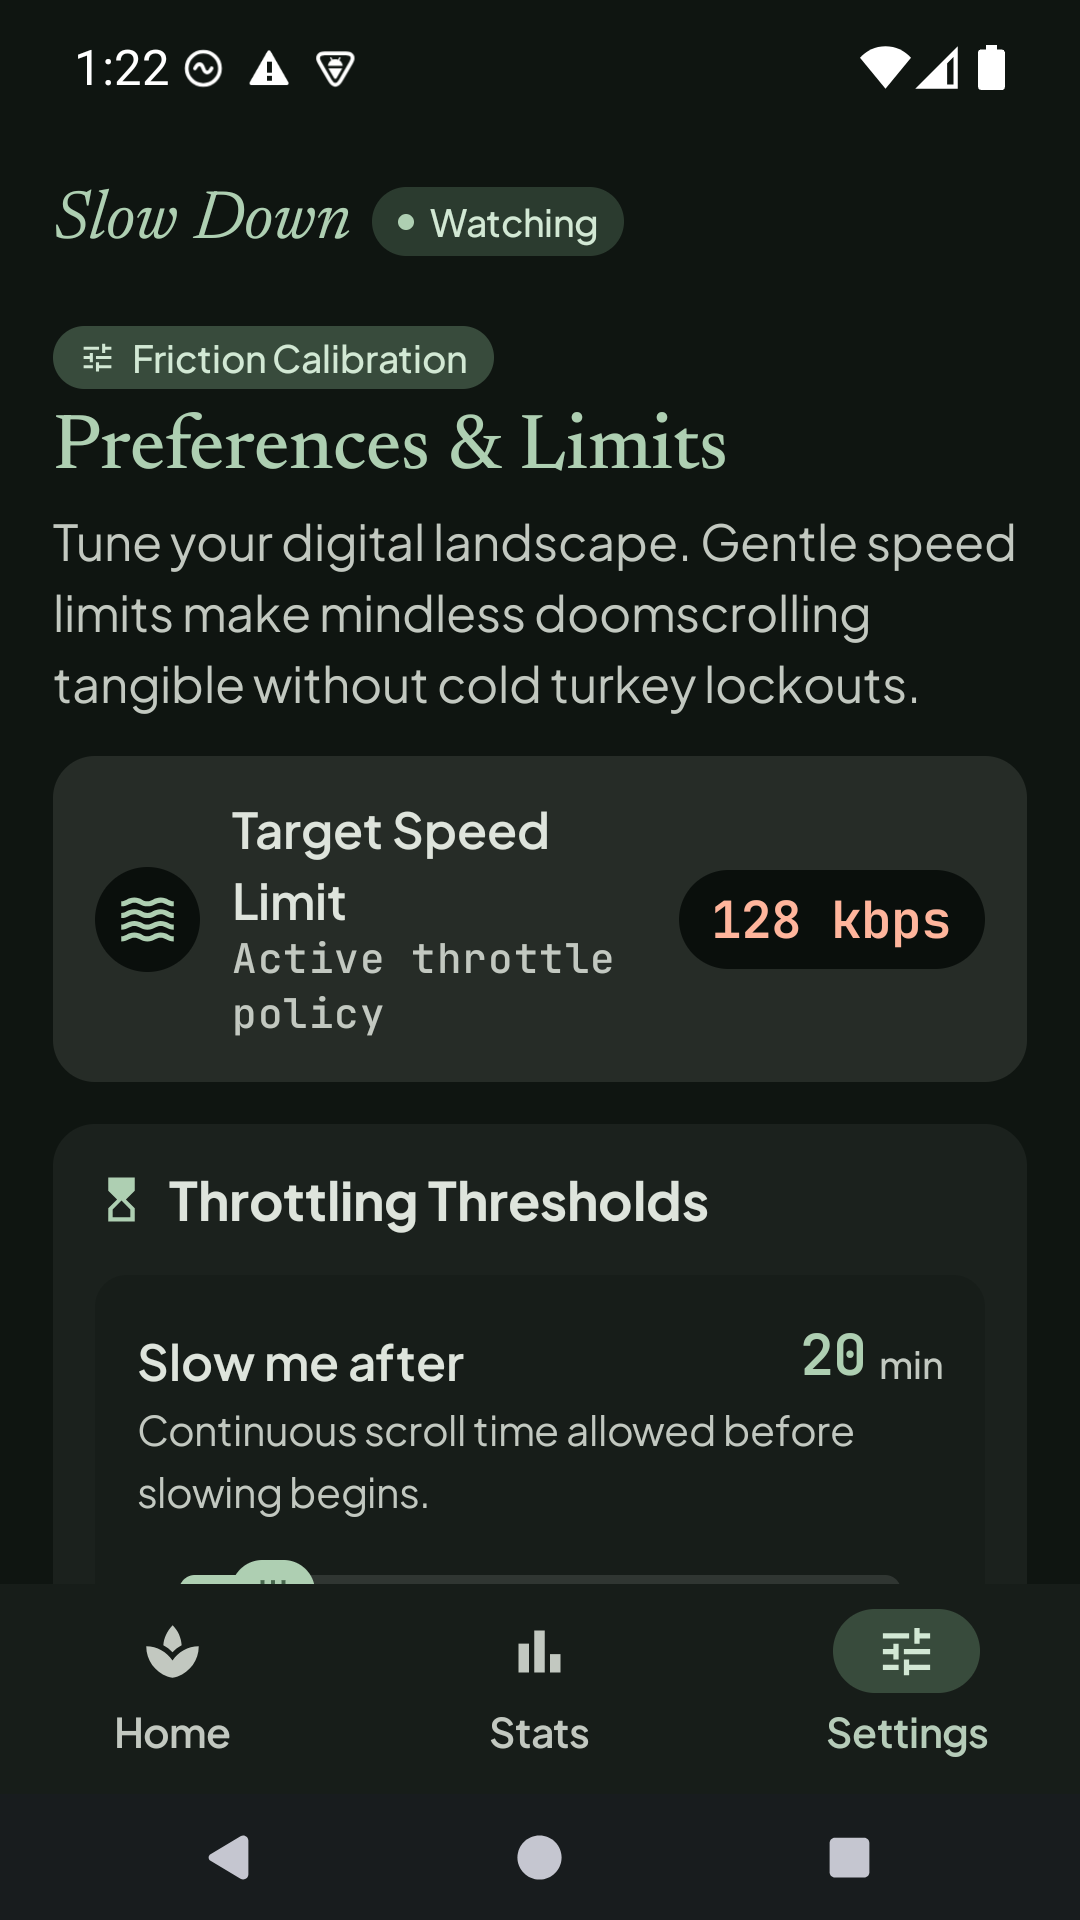 1:22
Slow Down
Watching
Friction Calibration
Preferences & Limits
Tune your digital landscape. Gentle speed
limits make mindless doomscrolling
tangible without cold turkey lockouts.
Target Speed
Limit
Active throttle
policy
128 kbps
Throttling Thresholds
Slow me after
20 min
Continuous scroll time allowed before
slowing begins.
Home
Stats
Settings